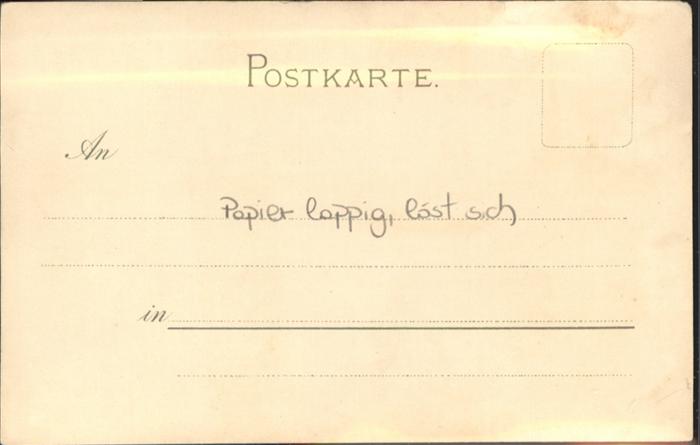 POSTKARTE.
An
Papier lappig, löst sich
in